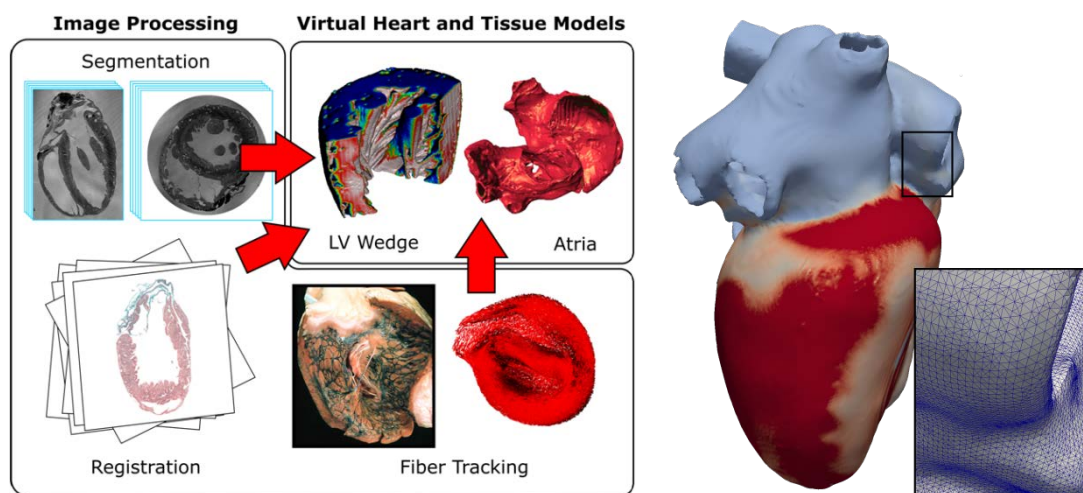 Image Processing
Virtual Heart and Tissue Models
Segmentation
LV Wedge
Atria
Registration
Fiber Tracking